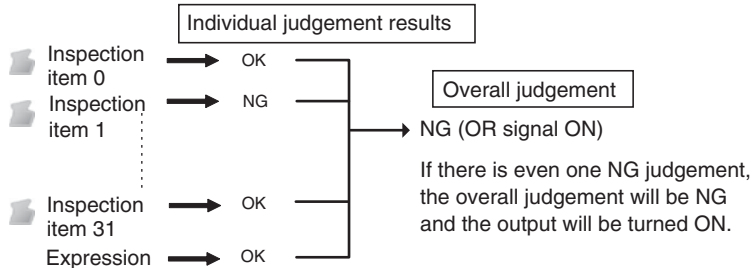 Individual judgement results
Inspection
item 0
OK
Inspection
item 1
NG
Overall judgement
NG (OR signal ON)
If there is even one NG judgement,
the overall judgement will be NG
and the output will be turned ON.
Inspection
item 31
OK
Expression
OK